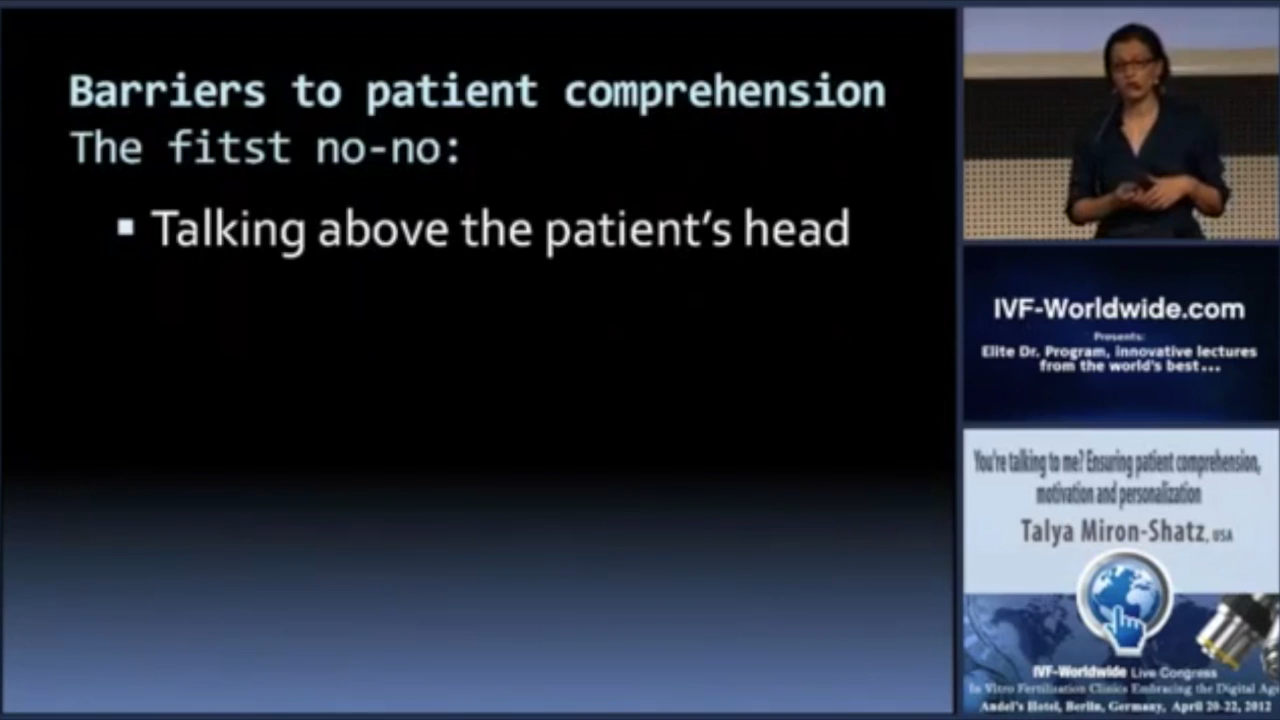 Barriers to patient comprehension
The fitst no-no:
▪ Talking above the patient's head
IVF-Worldwide.com
Presents:
Elite Dr. Program, innovative lectures
from the world's best...
You're talking to me? Ensuring patient comprehension,
motivation and personalization
Talya Miron-Shatz, USA
IVF-Worldwide Live Congress
In Vitro Fertilisation Clinics Embracing the Digital Ag
Andel's Hotel, Berlin, Germany, April 20-22, 2012